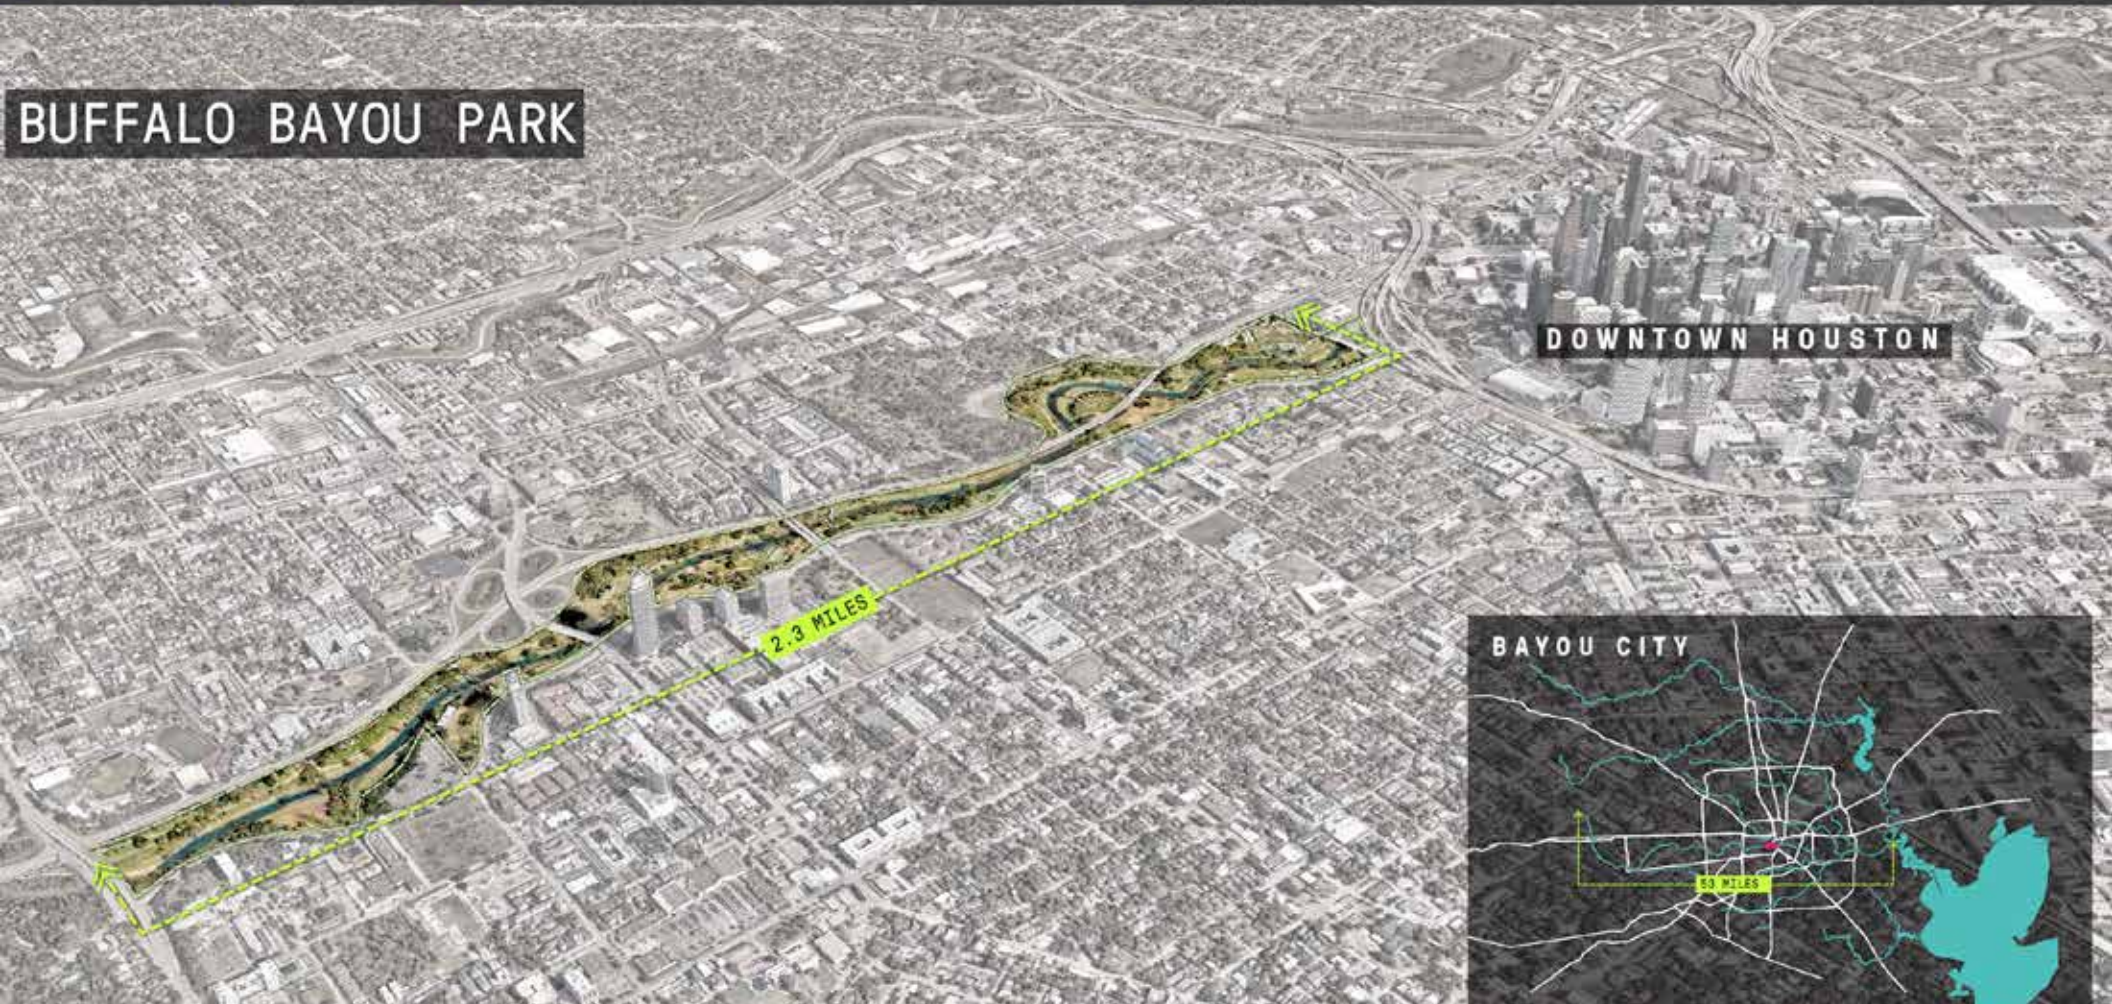 BUFFALO BAYOU PARK
DOWNTOWN HOUSTON
2.3 MILES
BAYOU CITY
53 MILES